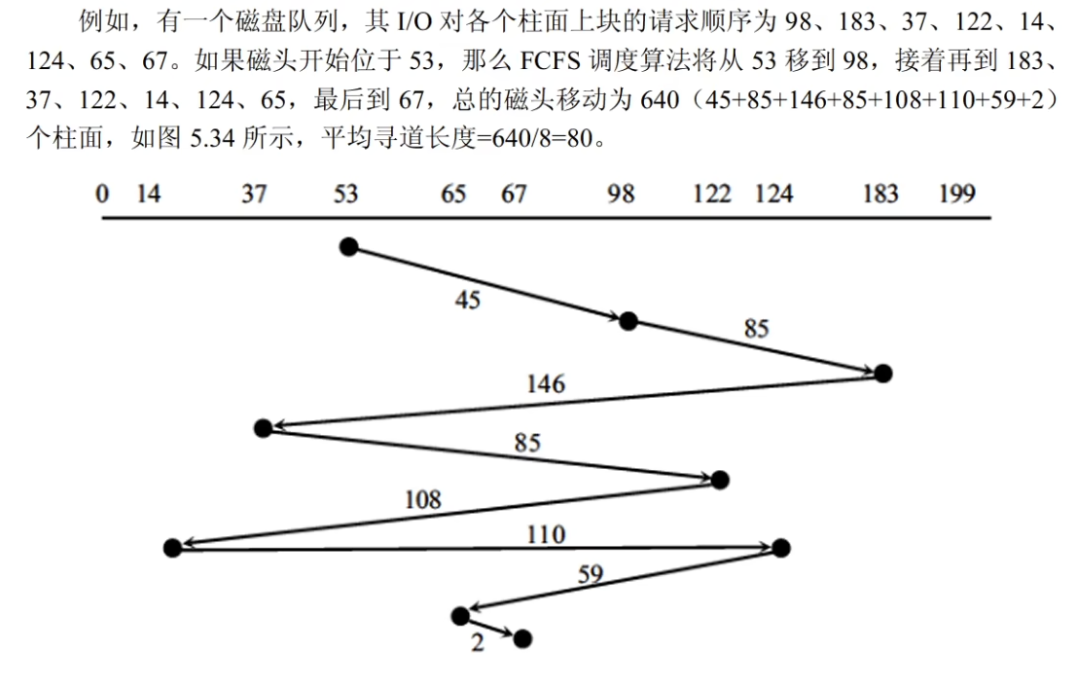 例如，有一个磁盘队列，其 I/O 对各个柱面上块的请求顺序为 98、183、37、122、14、
124、65、67。如果磁头开始位于 53，那么 FCFS 调度算法将从 53 移到 98，接着再到 183、
37、122、14、124、65，最后到 67，总的磁头移动为 640（45+85+146+85+108+110+59+2）
个柱面，如图 5.34 所示，平均寻道长度=640/8=80。
0 14 37 53 65 67 98 122 124 183 199
45
85
146
85
108
110
59
2